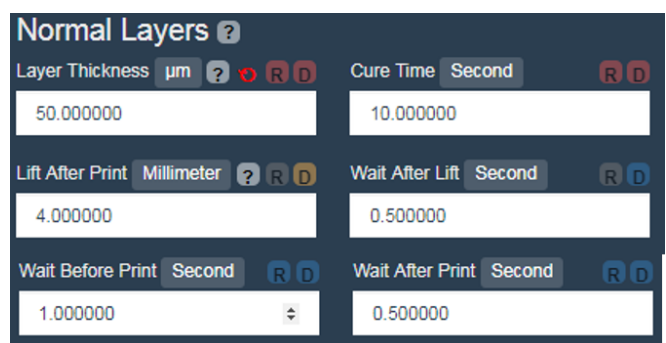 Normal Layers ?
Layer Thickness µm ? R D Cure Time Second R D
50.000000 10.000000
Lift After Print Millimeter ? R D Wait After Lift Second R D
4.000000 0.500000
Wait Before Print Second R D Wait After Print Second R D
1.000000 0.500000